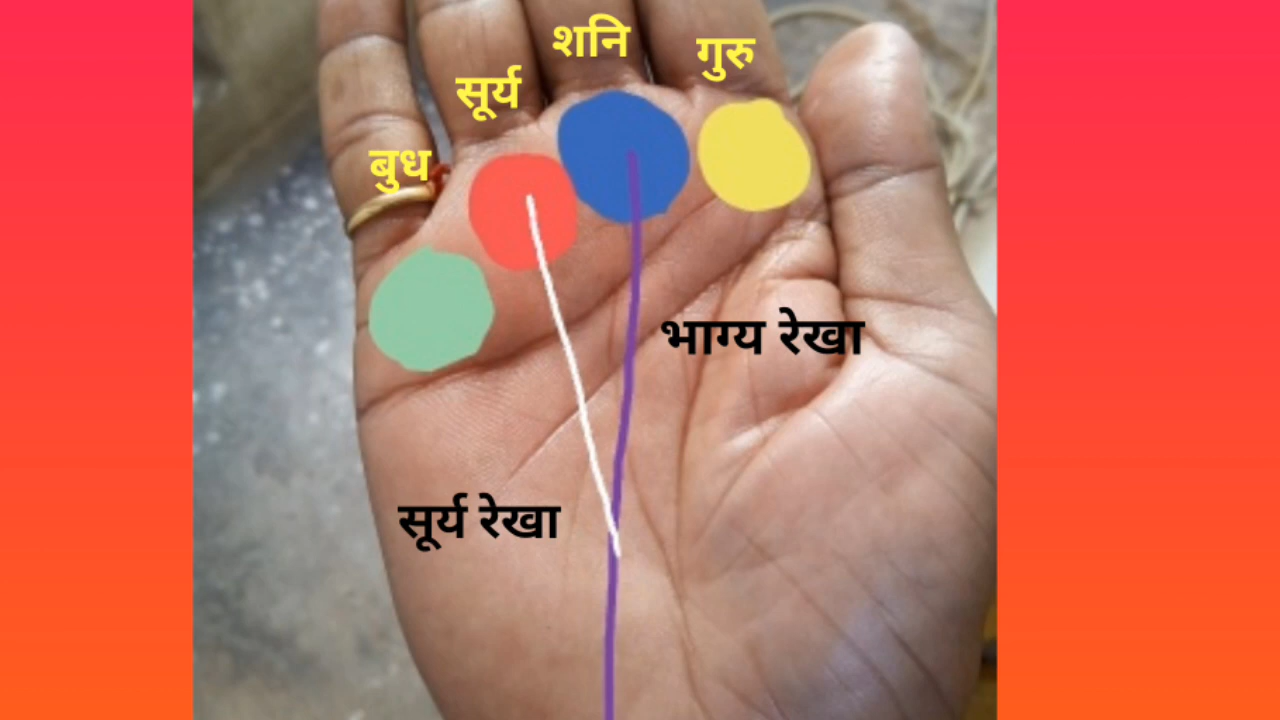 शनि
गुरु
सूर्य
बुध
भाग्य रेखा
सूर्य रेखा